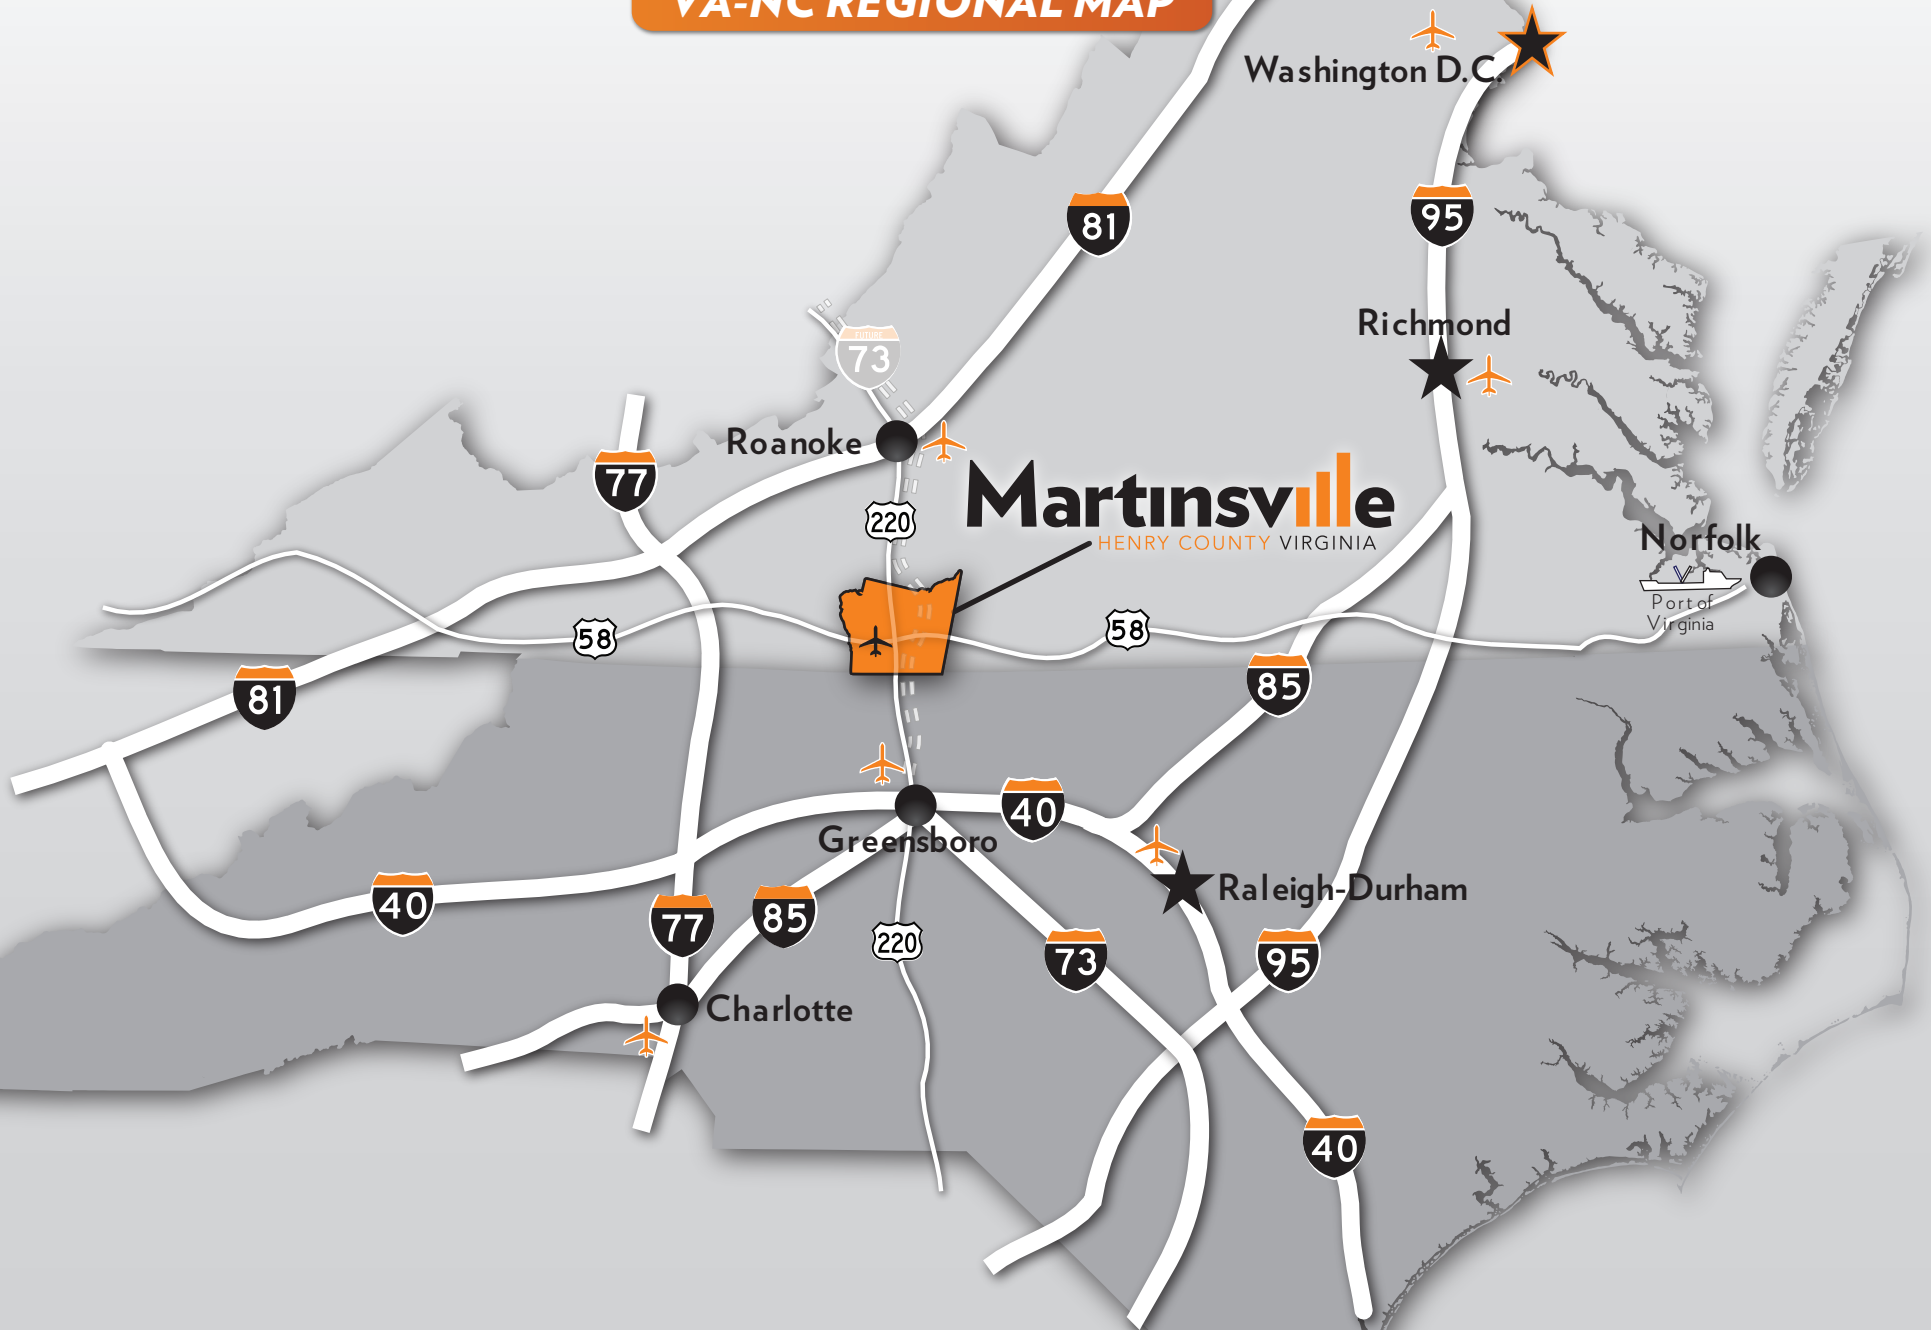 VA-NC REGIONAL MAP
Washington D.C.
81
95
Richmond
FUTURE
73
Roanoke
77
Martinsville
HENRY COUNTY VIRGINIA
220
Norfolk
Port of
Virginia
58
58
81
85
40
Greensboro
40
77
85
Raleigh-Durham
220
73
95
Charlotte
40